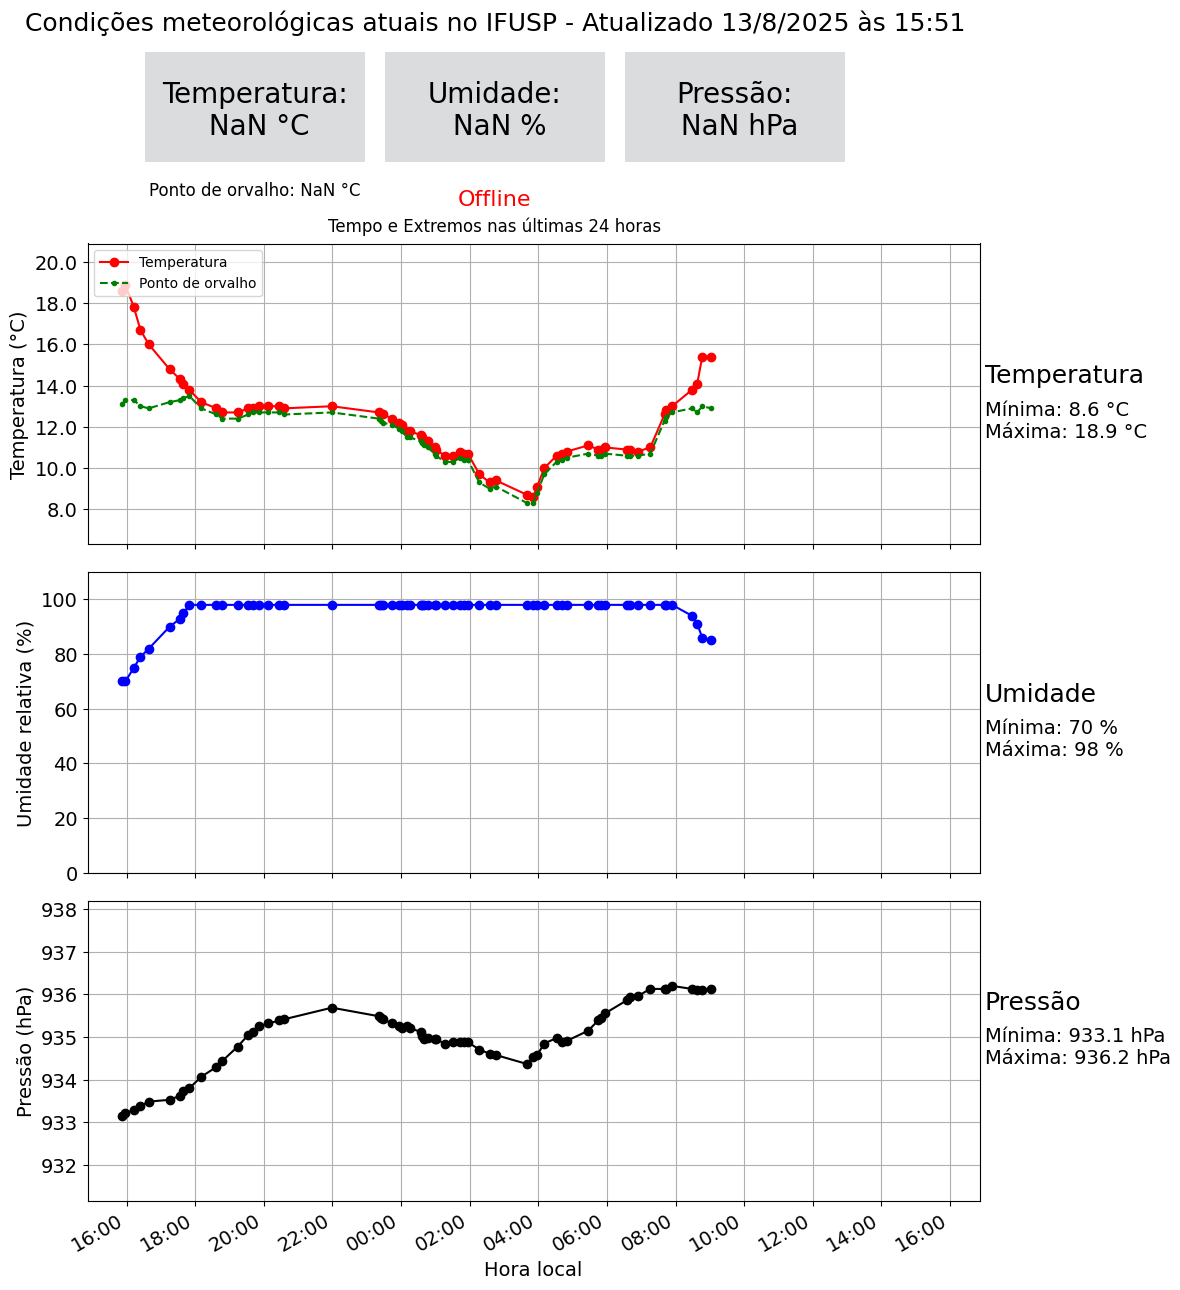 Condições meteorológicas atuais no IFUSP - Atualizado 13/8/2025 às 15:51
Temperatura:
NaN °C
Umidade:
NaN %
Pressão:
NaN hPa
Ponto de orvalho: NaN °C
Offline
Tempo e Extremos nas últimas 24 horas
Temperatura (°C)
20.0
18.0
16.0
14.0
12.0
10.0
8.0
Temperatura
Ponto de orvalho
Temperatura
Mínima: 8.6 °C
Máxima: 18.9 °C
Umidade relativa (%)
100
80
60
40
20
0
Umidade
Mínima: 70 %
Máxima: 98 %
Pressão (hPa)
938
937
936
935
934
933
932
Pressão
Mínima: 933.1 hPa
Máxima: 936.2 hPa
16:00
18:00
20:00
22:00
00:00
02:00
04:00
06:00
08:00
10:00
12:00
14:00
16:00
Hora local